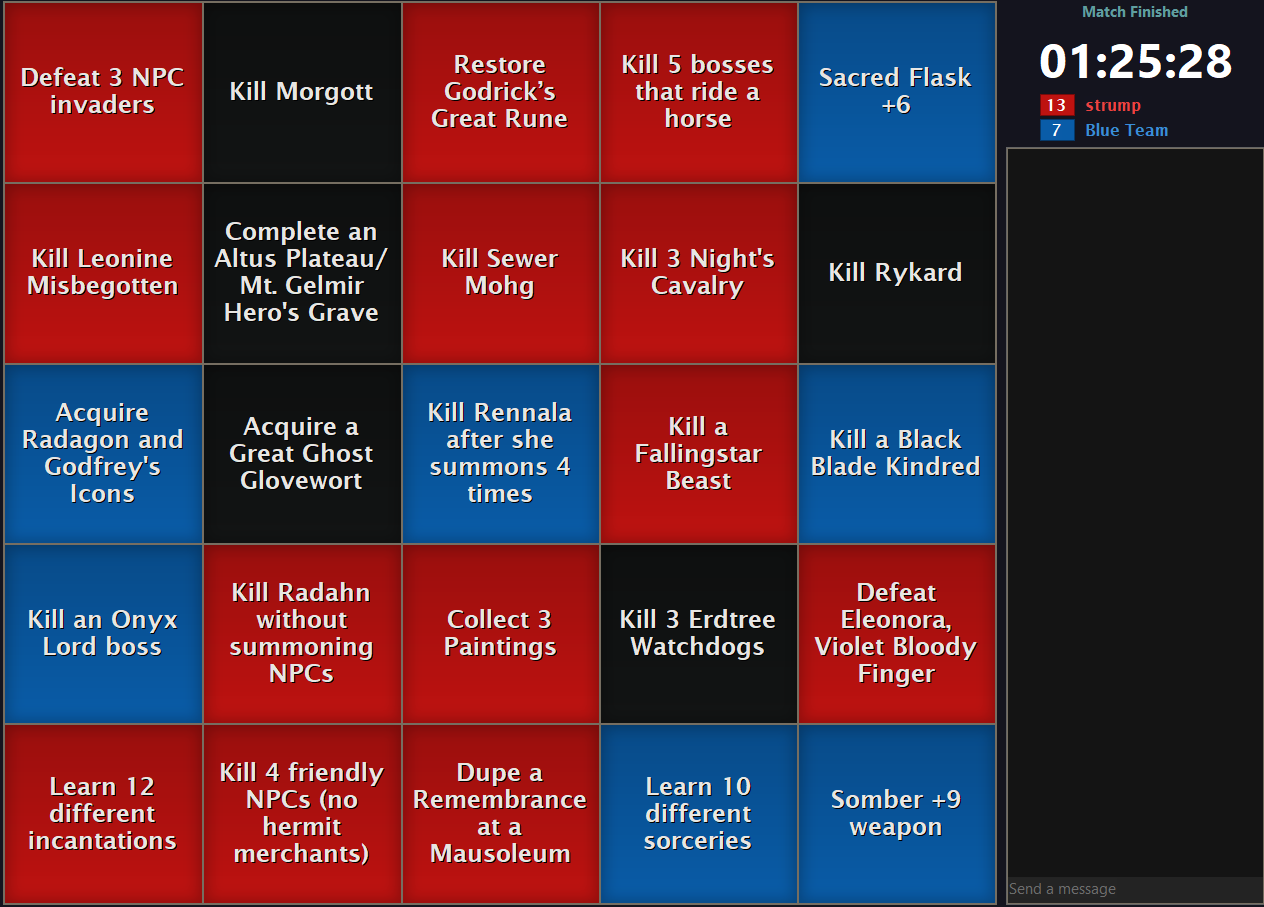 Defeat 3 NPC
invaders
Kill Morgott
Restore
Godrick’s
Great Rune
Kill 5 bosses
that ride a
horse
Sacred Flask
+6
Kill Leonine
Misbegotten
Complete an
Altus Plateau/
Mt. Gelmir
Hero's Grave
Kill Sewer
Mohg
Kill 3 Night's
Cavalry
Kill Rykard
Acquire
Radagon and
Godfrey's
Icons
Acquire a
Great Ghost
Glovewort
Kill Rennala
after she
summons 4
times
Kill a
Fallingstar
Beast
Kill a Black
Blade Kindred
Kill an Onyx
Lord boss
Kill Radahn
without
summoning
NPCs
Collect 3
Paintings
Kill 3 Erdtree
Watchdogs
Defeat
Eleonora,
Violet Bloody
Finger
Learn 12
different
incantations
Kill 4 friendly
NPCs (no
hermit
merchants)
Dupe a
Remembrance
at a
Mausoleum
Learn 10
different
sorceries
Somber +9
weapon
Match Finished
01:25:28
13 strump
7 Blue Team
Send a message